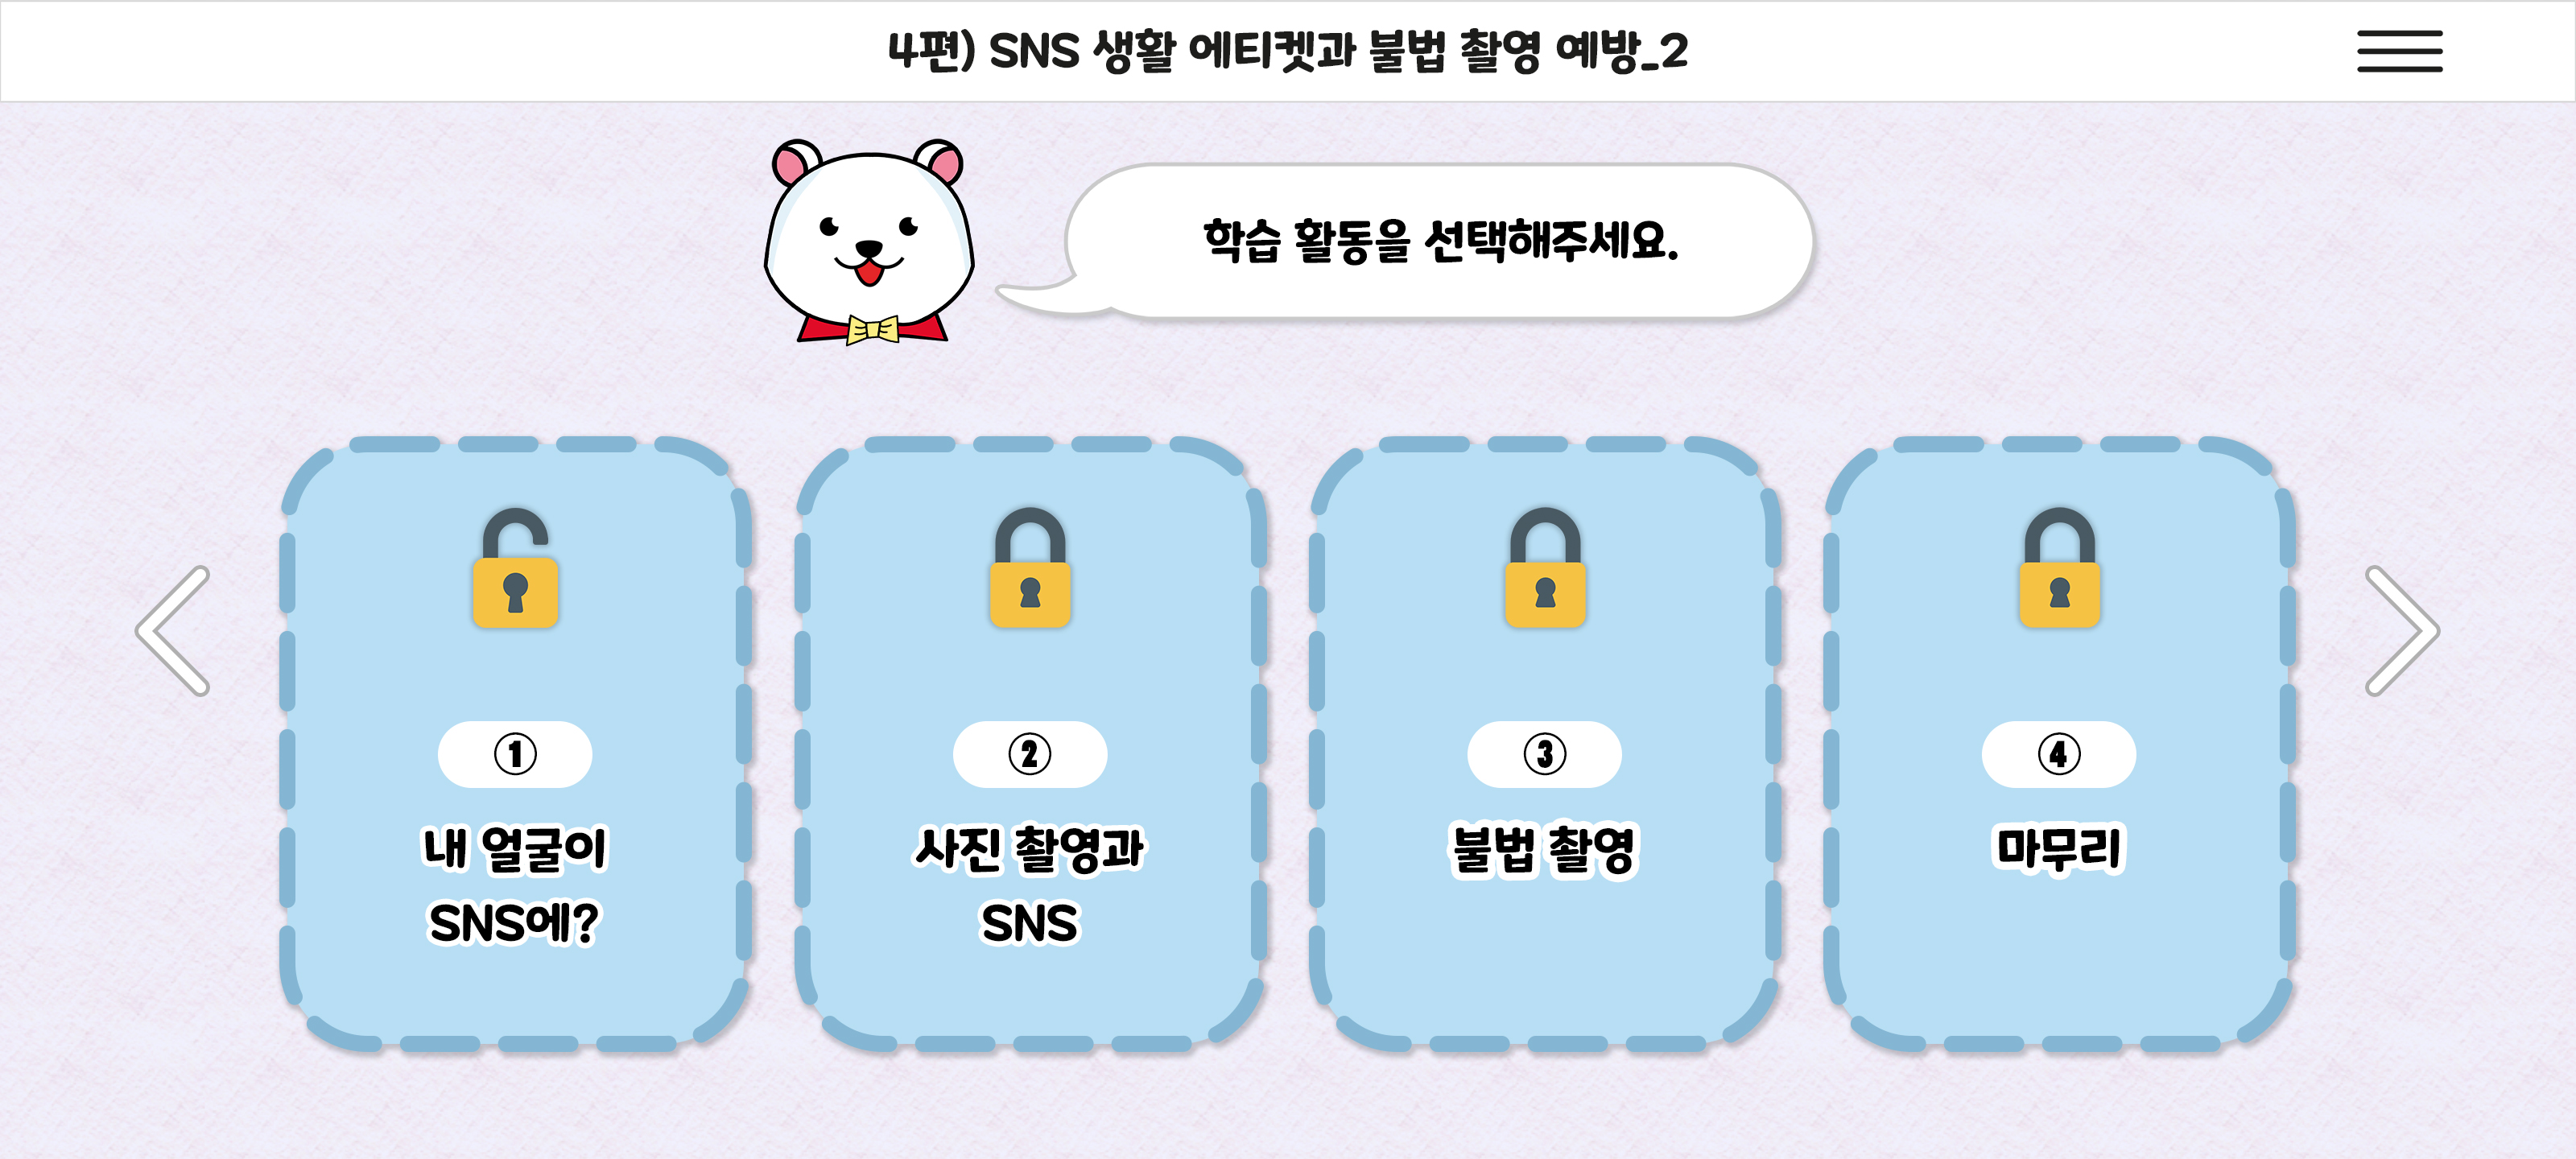 4편) SNS 생활 에티켓과 불법 촬영 예방_2
학습 활동을 선택해주세요.
①
내 얼굴이
SNS에?
②
사진 촬영과
SNS
③
불법 촬영
④
마무리